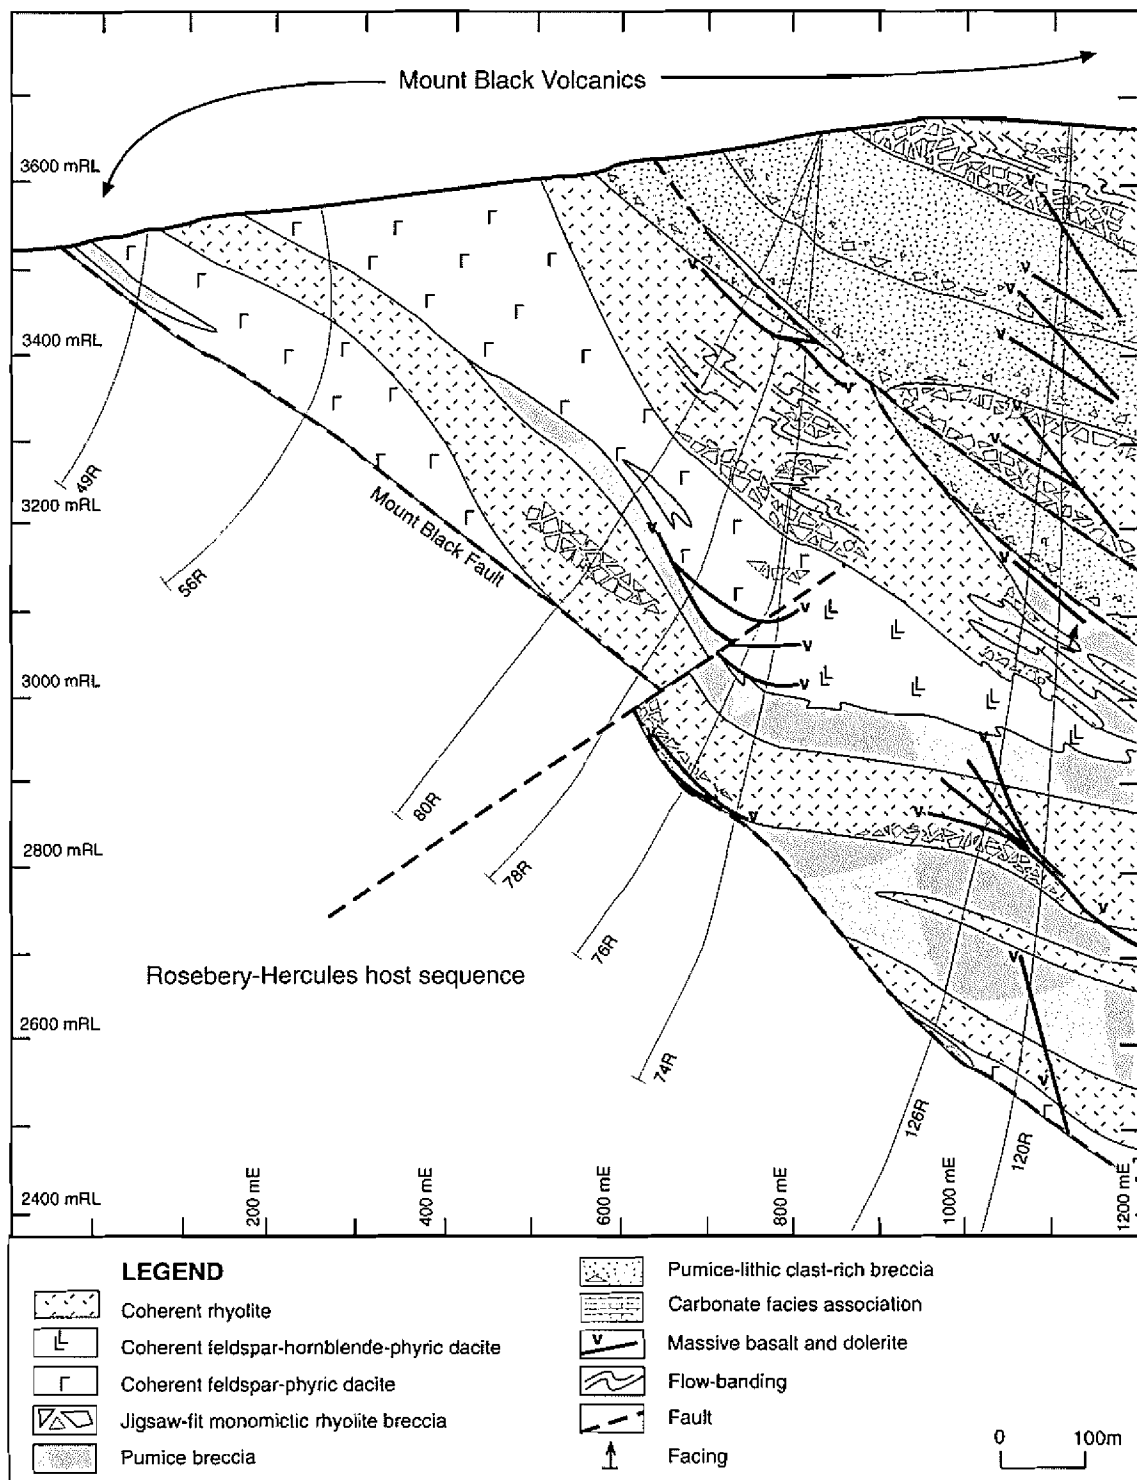 Mount Black Volcanics
3600 mRL
3400 mRL
49R
3200 mRL
Mount Black Fault
56R
3000 mRL
80R
2800 mRL
78R
76R
Rosebery-Hercules host sequence
2600 mRL
74R
126R
120R
2400 mRL
200 mE
400 mE
600 mE
800 mE
1000 mE
1200 mE
LEGEND
Coherent rhyolite
Coherent feldspar-hornblende-phyric dacite
Coherent feldspar-phyric dacite
Jigsaw-fit monomictic rhyolite breccia
Pumice breccia
Pumice-lithic clast-rich breccia
Carbonate facies association
V
Massive basalt and dolerite
Flow-banding
Fault
Facing
0 100m